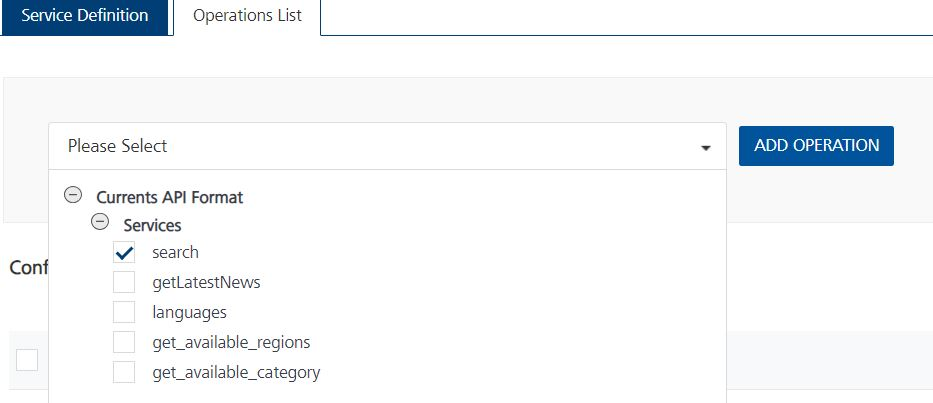 Service Definition
Operations List
Please Select
ADD OPERATION
Currents API Format
Services
search
Conf
getLatestNews
languages
get_available_regions
get_available_category